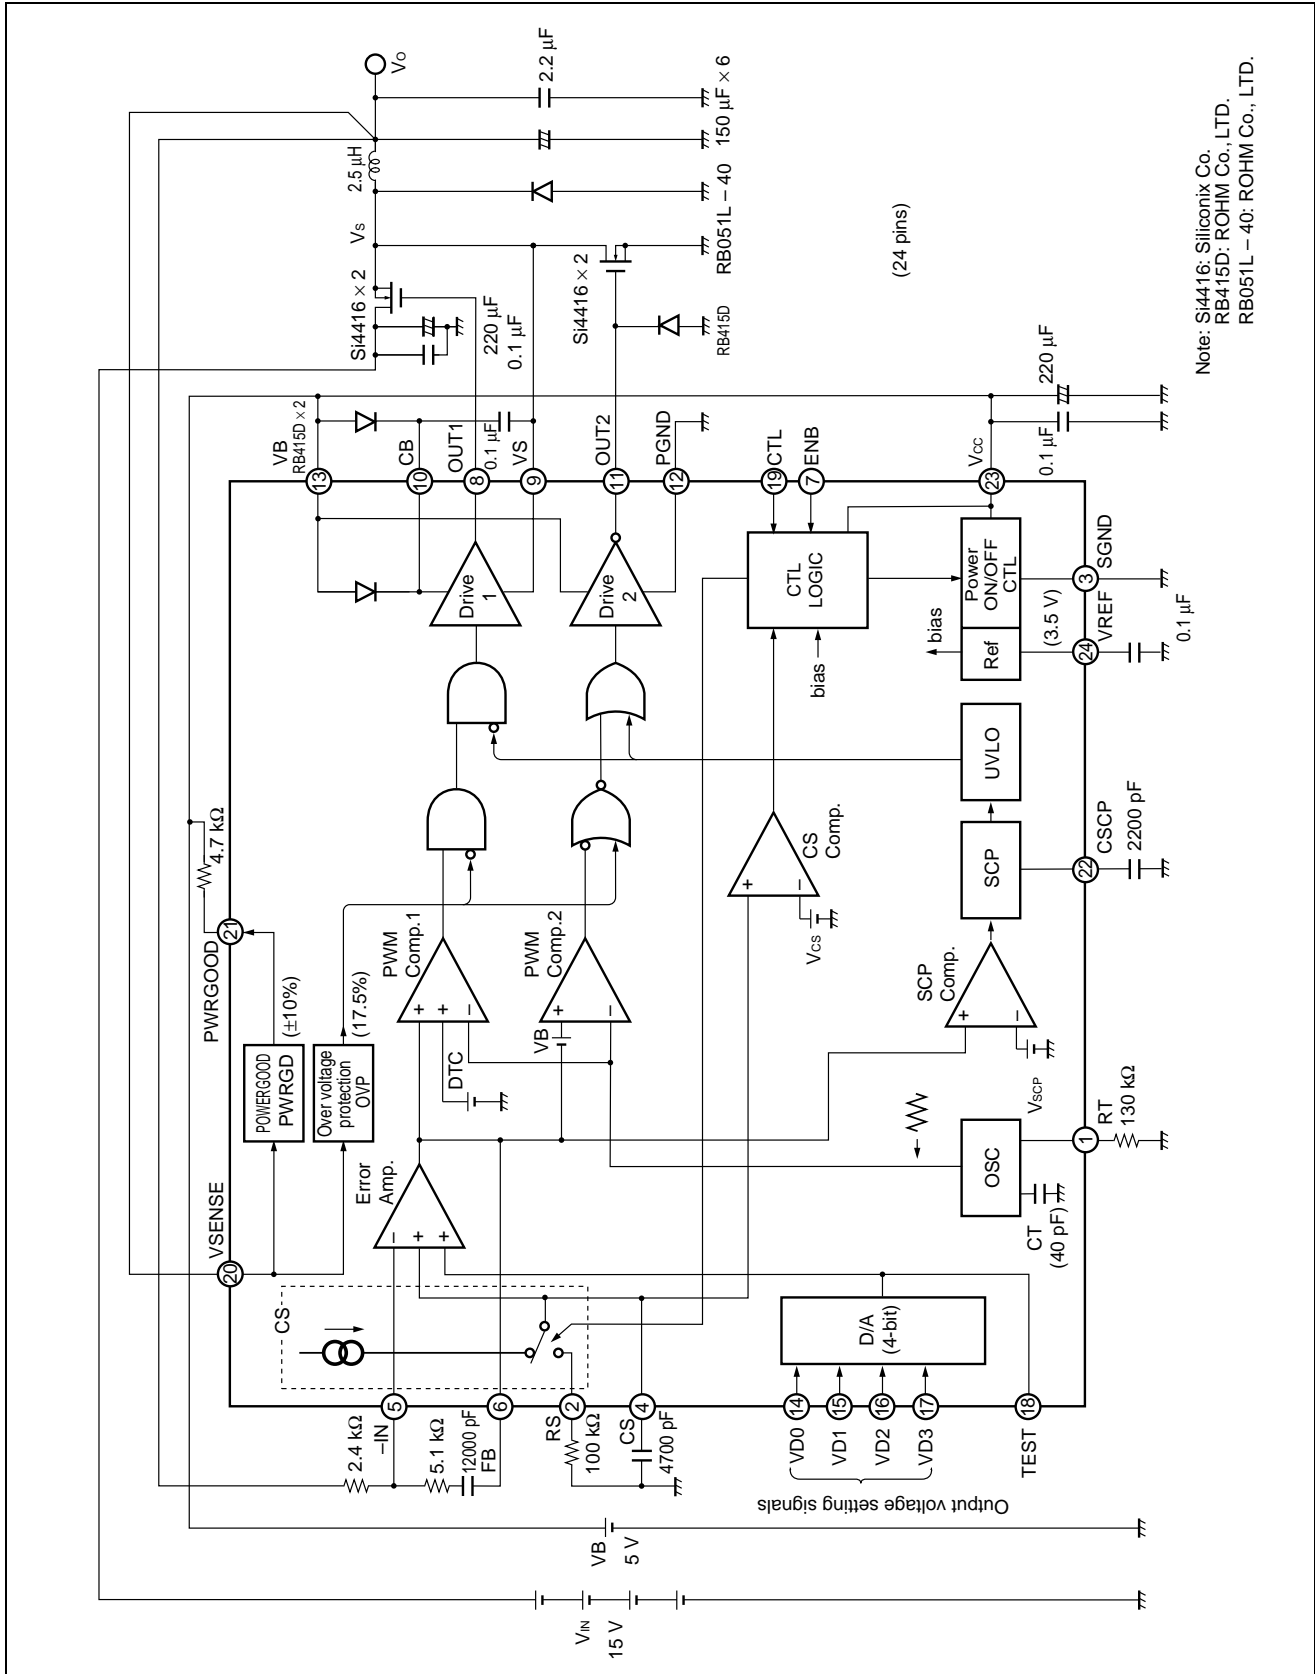 VO
2.2 μF
150 μF × 6
2.5 μH
VS
RB051L – 40
Si4416 × 2
220 μF
0.1 μF
Si4416 × 2
RB415D
(24 pins)
Note: Si4416: Siliconix Co.
RB415D: ROHM Co., LTD.
RB051L – 40: ROHM Co., LTD.
VB
RB415D × 2
13
CB
10
OUT1
8
0.1 μF
VS
9
OUT2
11
PGND
12
CTL
19
ENB
7
VCC
23
0.1 μF
220 μF
Drive
1
Drive
2
CTL
LOGIC
bias
bias
Power
ON/OFF
CTL
Ref
(3.5 V)
SGND
3
VREF
24
0.1 μF
4.7 kΩ
PWRGOOD
21
UVLO
SCP
CSCP
22
2200 pF
CS
Comp.
+
–
VCS
SCP
Comp.
+
–
VSCP
POWERGOOD
PWRGD
(±10%)
Over voltage
protection
OVP
(17.5%)
PWM
Comp.1
+
+
–
DTC
PWM
Comp.2
+
–
VB
VSENSE
20
Error
Amp.
–
+
+
OSC
CT
(40 pF)
RT
1
130 kΩ
CS
D/A
(4-bit)
5
–IN
2.4 kΩ
5.1 kΩ
12000 pF
6
FB
2
RS
100 kΩ
4
CS
4700 pF
14
VD0
15
VD1
16
VD2
17
VD3
18
TEST
Output voltage setting signals
VB
5 V
VIN
15 V